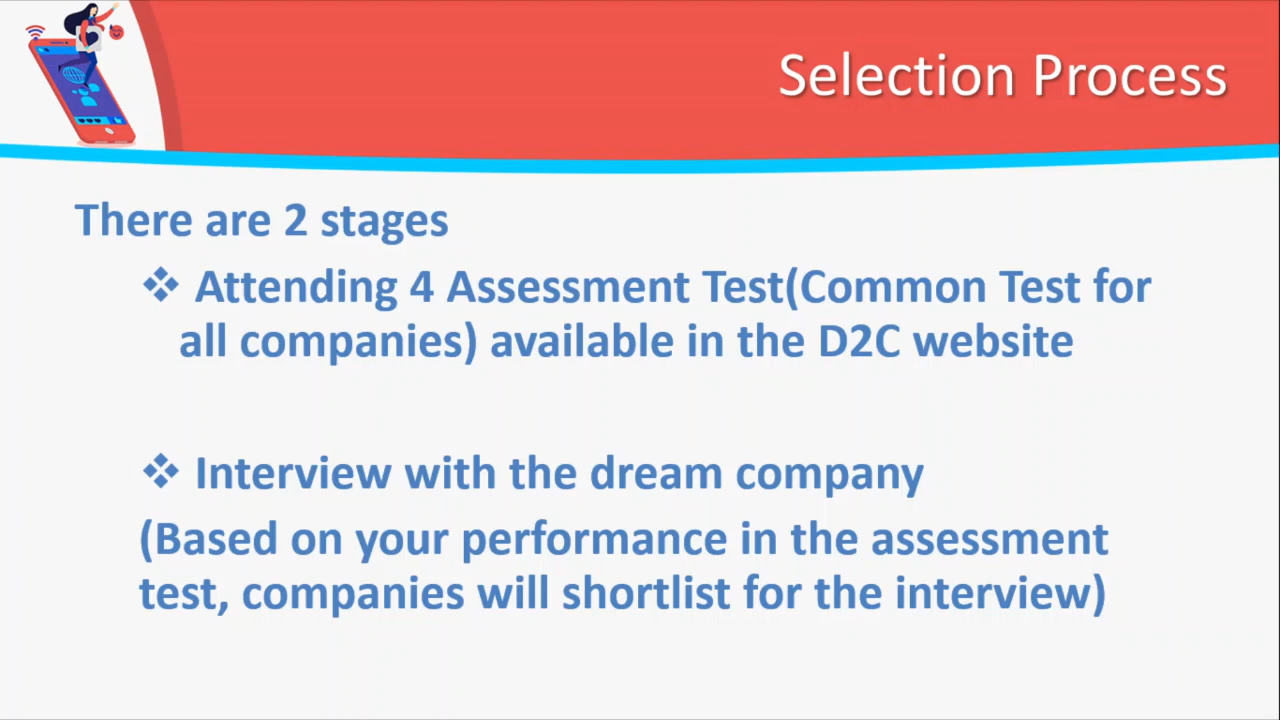 Selection Process
There are 2 stages
❖ Attending 4 Assessment Test(Common Test for
all companies) available in the D2C website
❖ Interview with the dream company
(Based on your performance in the assessment
test, companies will shortlist for the interview)